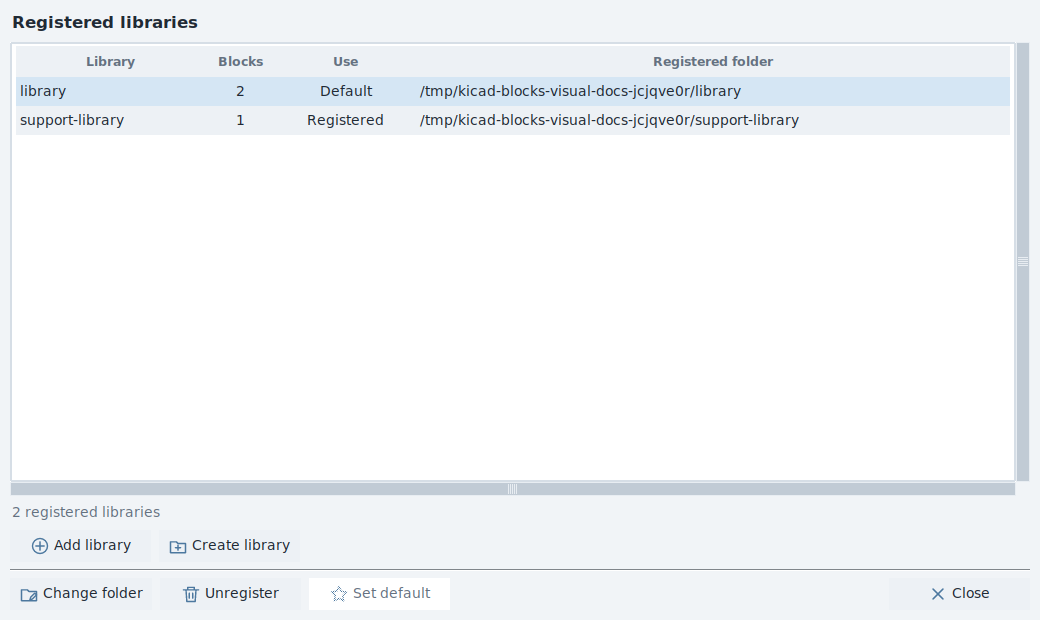 Registered libraries
Library Blocks Use Registered folder
library 2 Default /tmp/kicad-blocks-visual-docs-jcjqve0r/library
support-library 1 Registered /tmp/kicad-blocks-visual-docs-jcjqve0r/support-library
2 registered libraries
Add library Create library
Change folder Unregister Set default Close